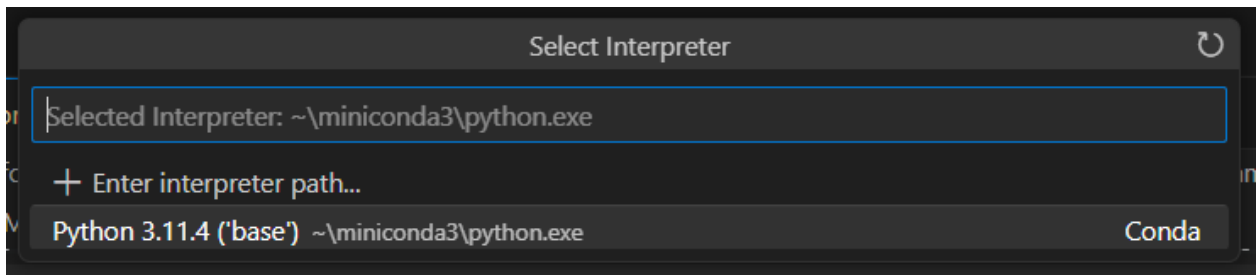 Select Interpreter
Selected Interpreter: ~\miniconda3\python.exe
+ Enter interpreter path...
Python 3.11.4 ('base') ~\miniconda3\python.exe Conda